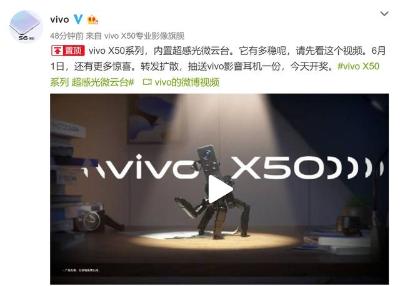 vivo
48分钟前 来自 vivo X50专业影像旗舰
置顶 vivo X50系列，内置超感光微云台。它有多稳呢，请先看这个视频。6月
1日，还有更多惊喜。转发扩散，抽送vivo影音耳机一份，今天开奖。#vivo X50
系列 超感光微云台# vivo的微博视频
vivo X50
5G